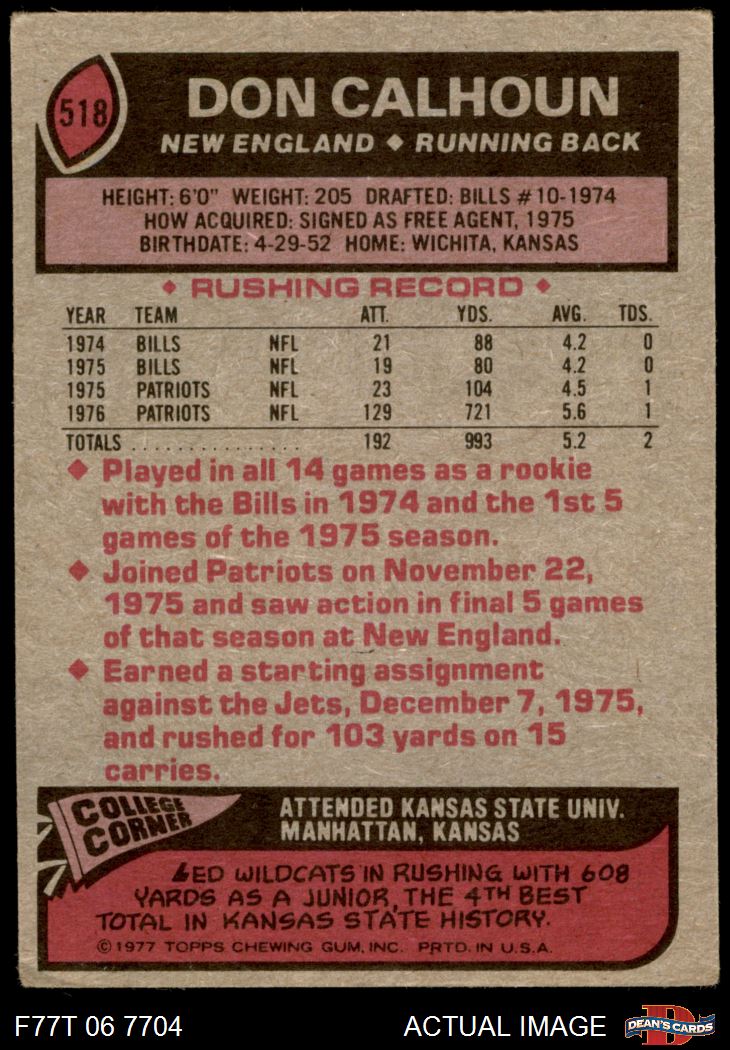 518
DON CALHOUN
NEW ENGLAND ◆ RUNNING BACK
HEIGHT: 6'0" WEIGHT: 205 DRAFTED: BILLS #10-1974
HOW ACQUIRED: SIGNED AS FREE AGENT, 1975
BIRTHDATE: 4-29-52 HOME: WICHITA, KANSAS
◆ RUSHING RECORD ◆
YEAR TEAM ATT. YDS. AVG. TDS.
1974 BILLS NFL 21 88 4.2 0
1975 BILLS NFL 19 80 4.2 0
1975 PATRIOTS NFL 23 104 4.5 1
1976 PATRIOTS NFL 129 721 5.6 1
TOTALS . . . . . . . . . . . . . . . . 192 993 5.2 2
◆ Played in all 14 games as a rookie
with the Bills in 1974 and the 1st 5
games of the 1975 season.
◆ Joined Patriots on November 22,
1975 and saw action in final 5 games
of that season at New England.
◆ Earned a starting assignment
against the Jets, December 7, 1975,
and rushed for 103 yards on 15
carries.
COLLEGE
CORNER
ATTENDED KANSAS STATE UNIV.
MANHATTAN, KANSAS
LED WILDCATS IN RUSHING WITH 608
YARDS AS A JUNIOR, THE 4TH BEST
TOTAL IN KANSAS STATE HISTORY.
© 1977 TOPPS CHEWING GUM, INC. PRTD. IN U.S.A.
F77T 06 7704
ACTUAL IMAGE
D
DEAN'S CARDS